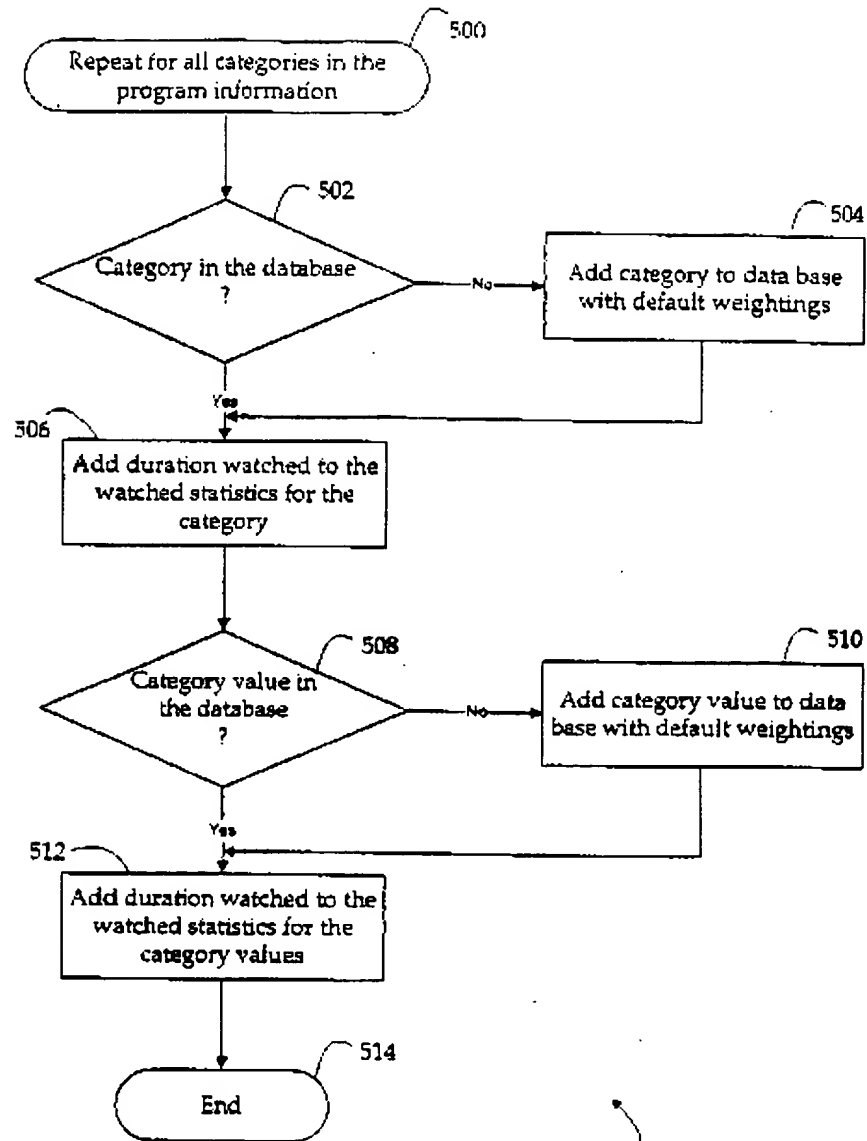 500
Repeat for all categories in the
program information
502
Category in the database
?
No
504
Add category to data base
with default weightings
Yes
506
Add duration watched to the
watched statistics for the
category
508
Category value in
the database
?
No
510
Add category value to data
base with default weightings
Yes
512
Add duration watched to the
watched statistics for the
category values
514
End